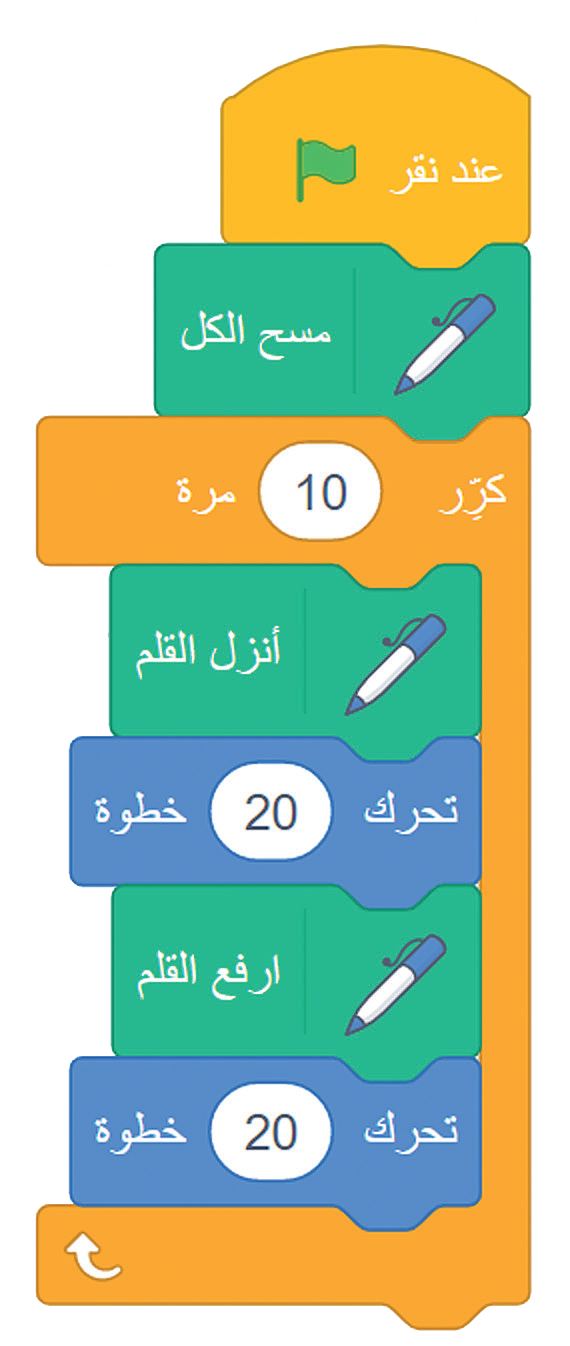 عند نقر
مسح الكل
كرِّر 10 مرة
أنزل القلم
تحرك 20 خطوة
ارفع القلم
تحرك 20 خطوة